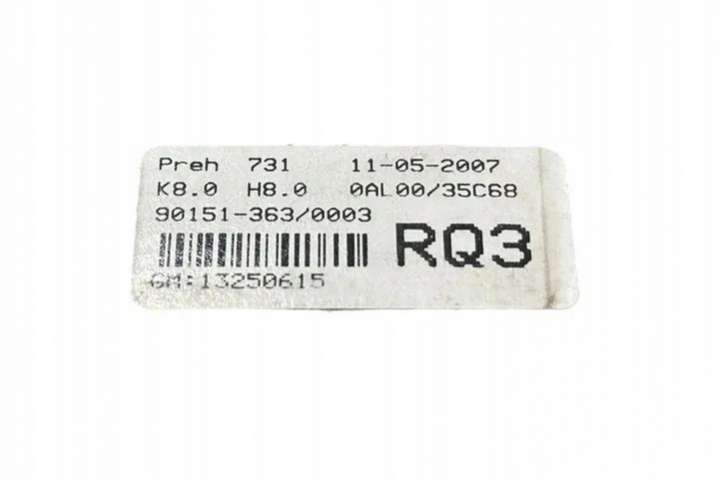 Preh 731 11-05-2007
K8.0 H8.0 0AL00/35C68
90151-363/0003
RQ3
GM:13250615